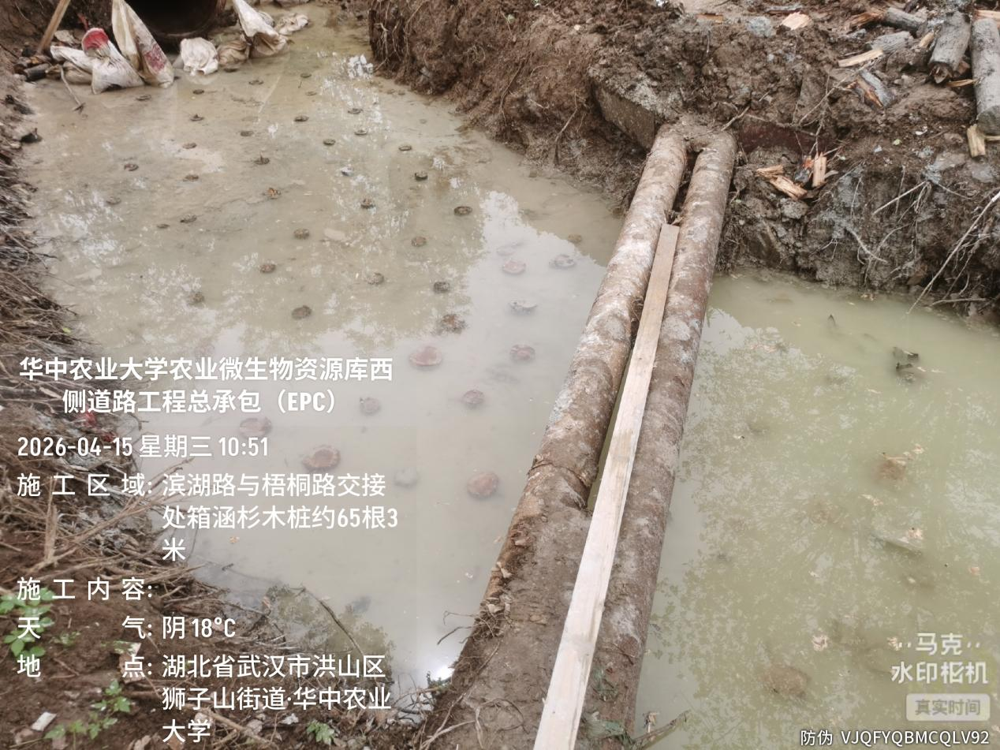 华中农业大学农业微生物资源库西
侧道路工程总承包（EPC）
2026-04-15 星期三 10:51
施工区域: 滨湖路与梧桐路交接
处箱涵杉木桩约65根3
米
施工内容:
天气: 阴 18°C
地点: 湖北省武汉市洪山区
狮子山街道·华中农业
大学
马克
水印相机
真实时间
防伪 VJQFYQBMCQLV92